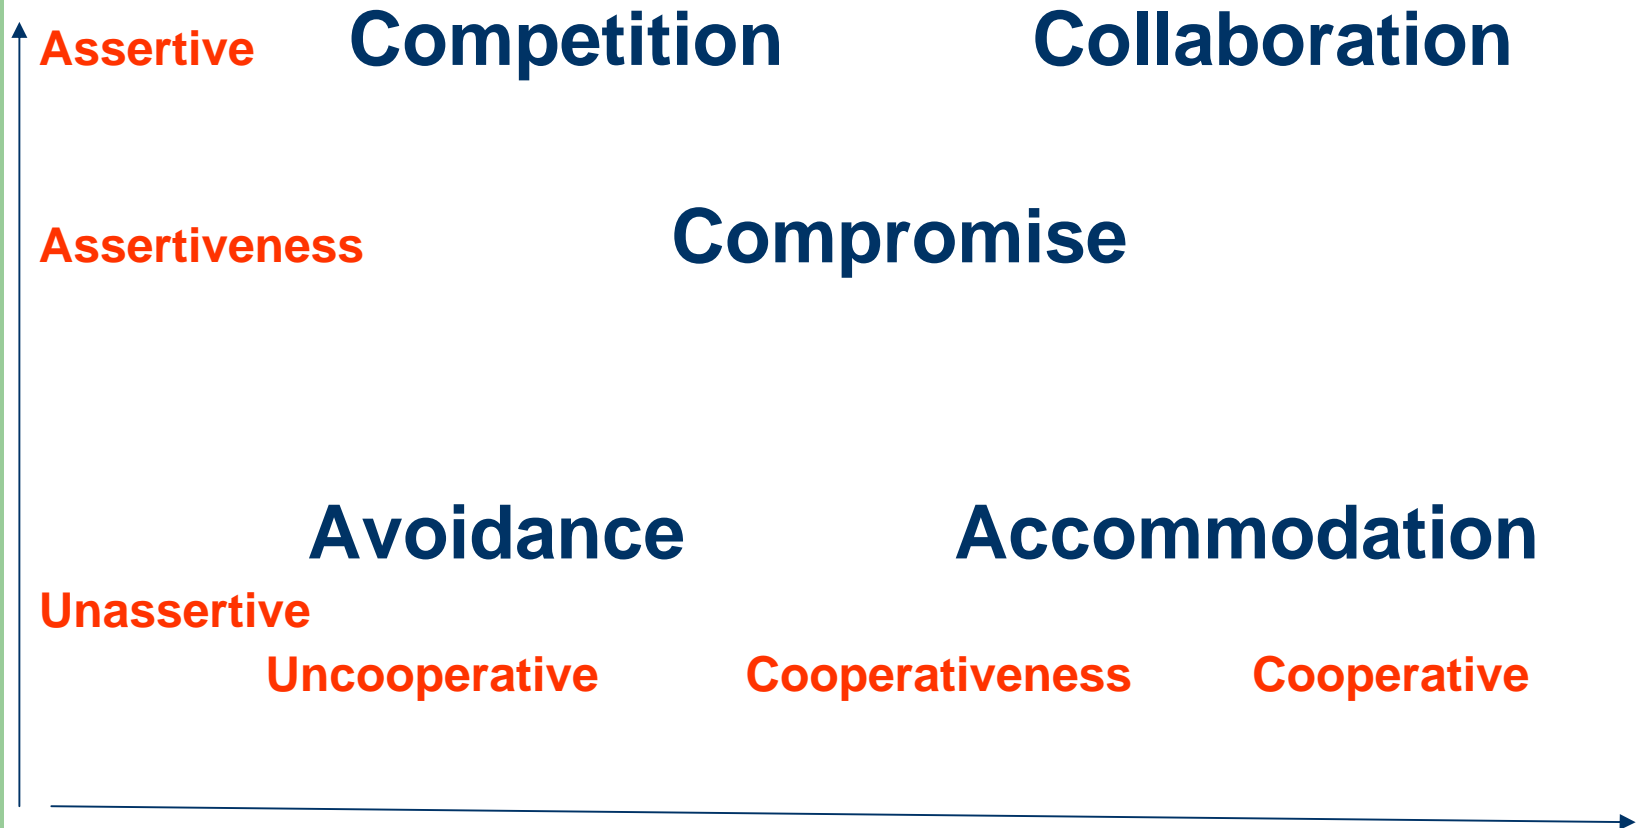 Assertive Competition Collaboration
Assertiveness Compromise
Avoidance Accommodation
Unassertive
Uncooperative Cooperativeness Cooperative